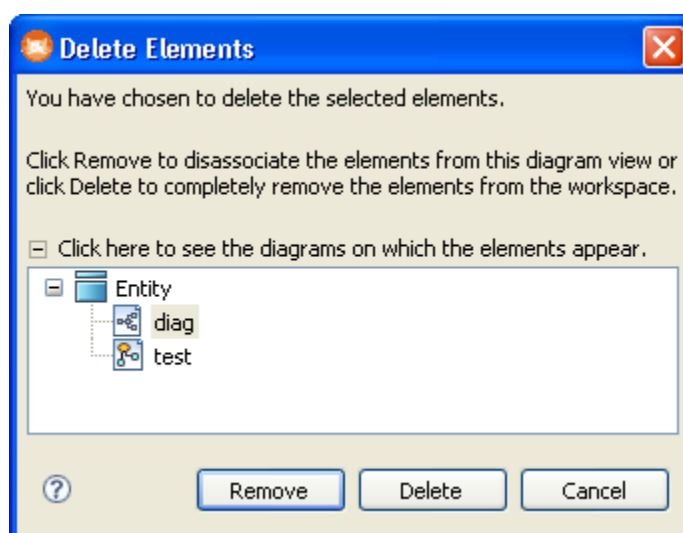 Delete Elements
You have chosen to delete the selected elements.
Click Remove to disassociate the elements from this diagram view or
click Delete to completely remove the elements from the workspace.
Click here to see the diagrams on which the elements appear.
Entity
diag
test
Remove Delete Cancel